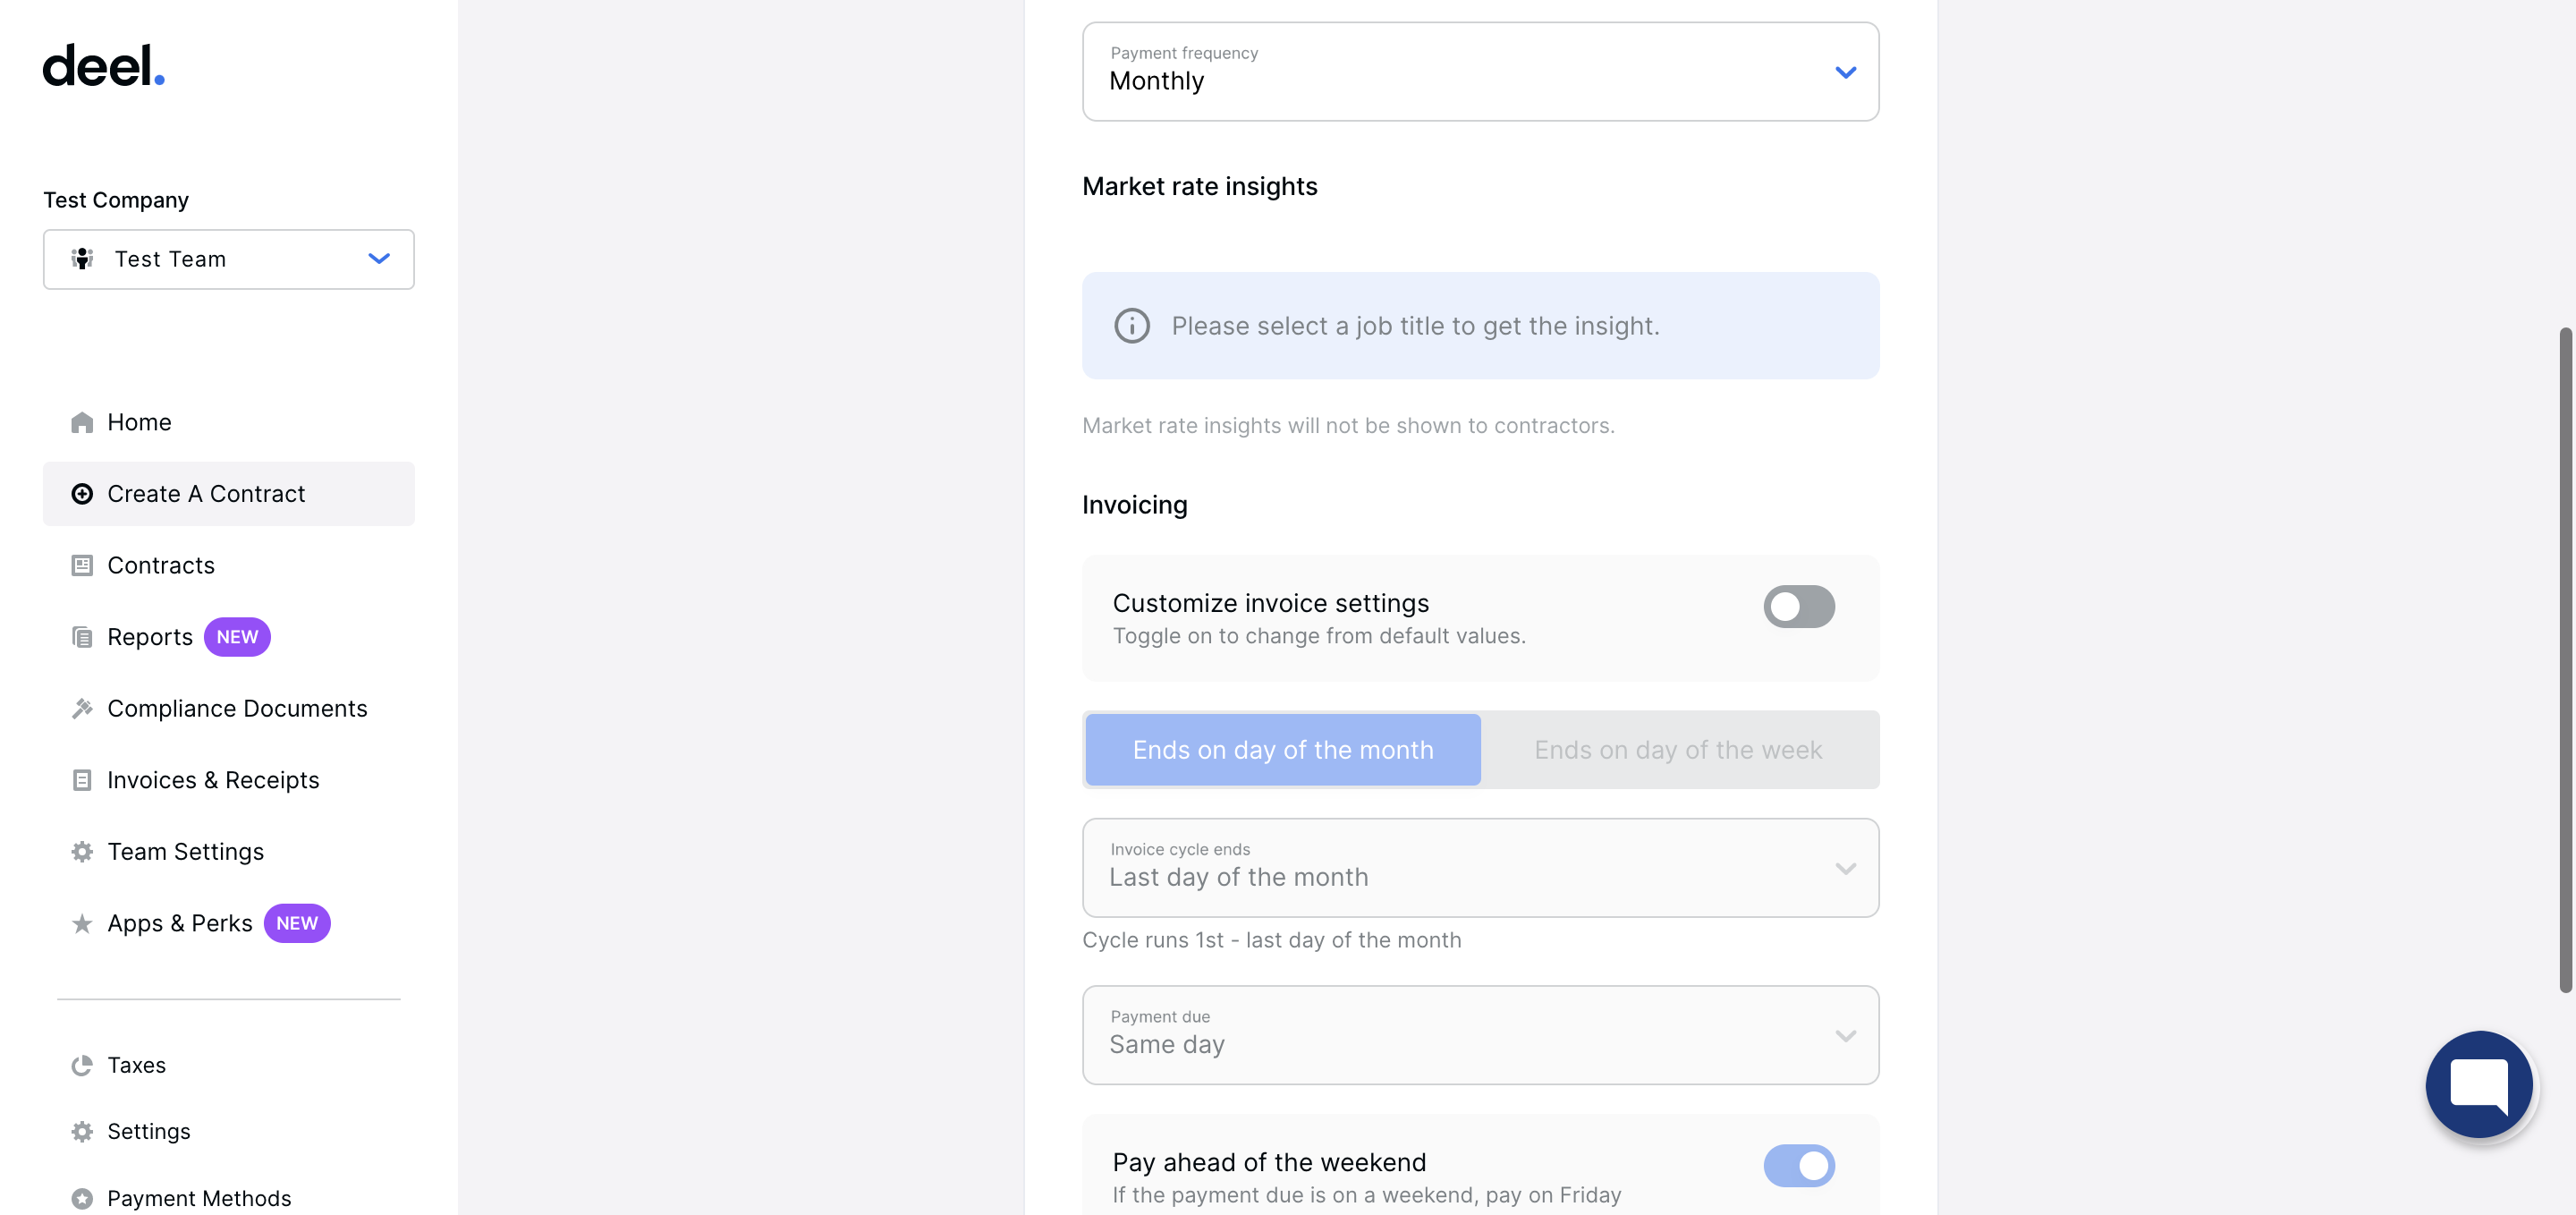 deel.
Test Company
Test Team
Home
Create A Contract
Contracts
Reports NEW
Compliance Documents
Invoices & Receipts
Team Settings
Apps & Perks NEW
Taxes
Settings
Payment Methods
Payment frequency
Monthly
Market rate insights
Please select a job title to get the insight.
Market rate insights will not be shown to contractors.
Invoicing
Customize invoice settings
Toggle on to change from default values.
Ends on day of the month
Ends on day of the week
Invoice cycle ends
Last day of the month
Cycle runs 1st - last day of the month
Payment due
Same day
Pay ahead of the weekend
If the payment due is on a weekend, pay on Friday